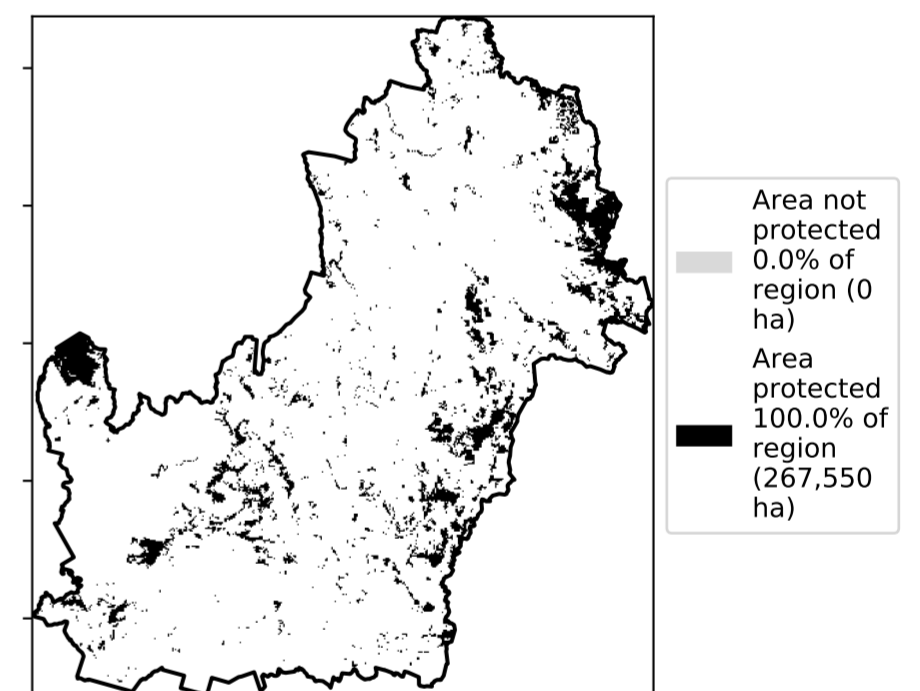 Area not
protected
0.0% of
region (0
ha)
Area
protected
100.0% of
region
(267,550
ha)